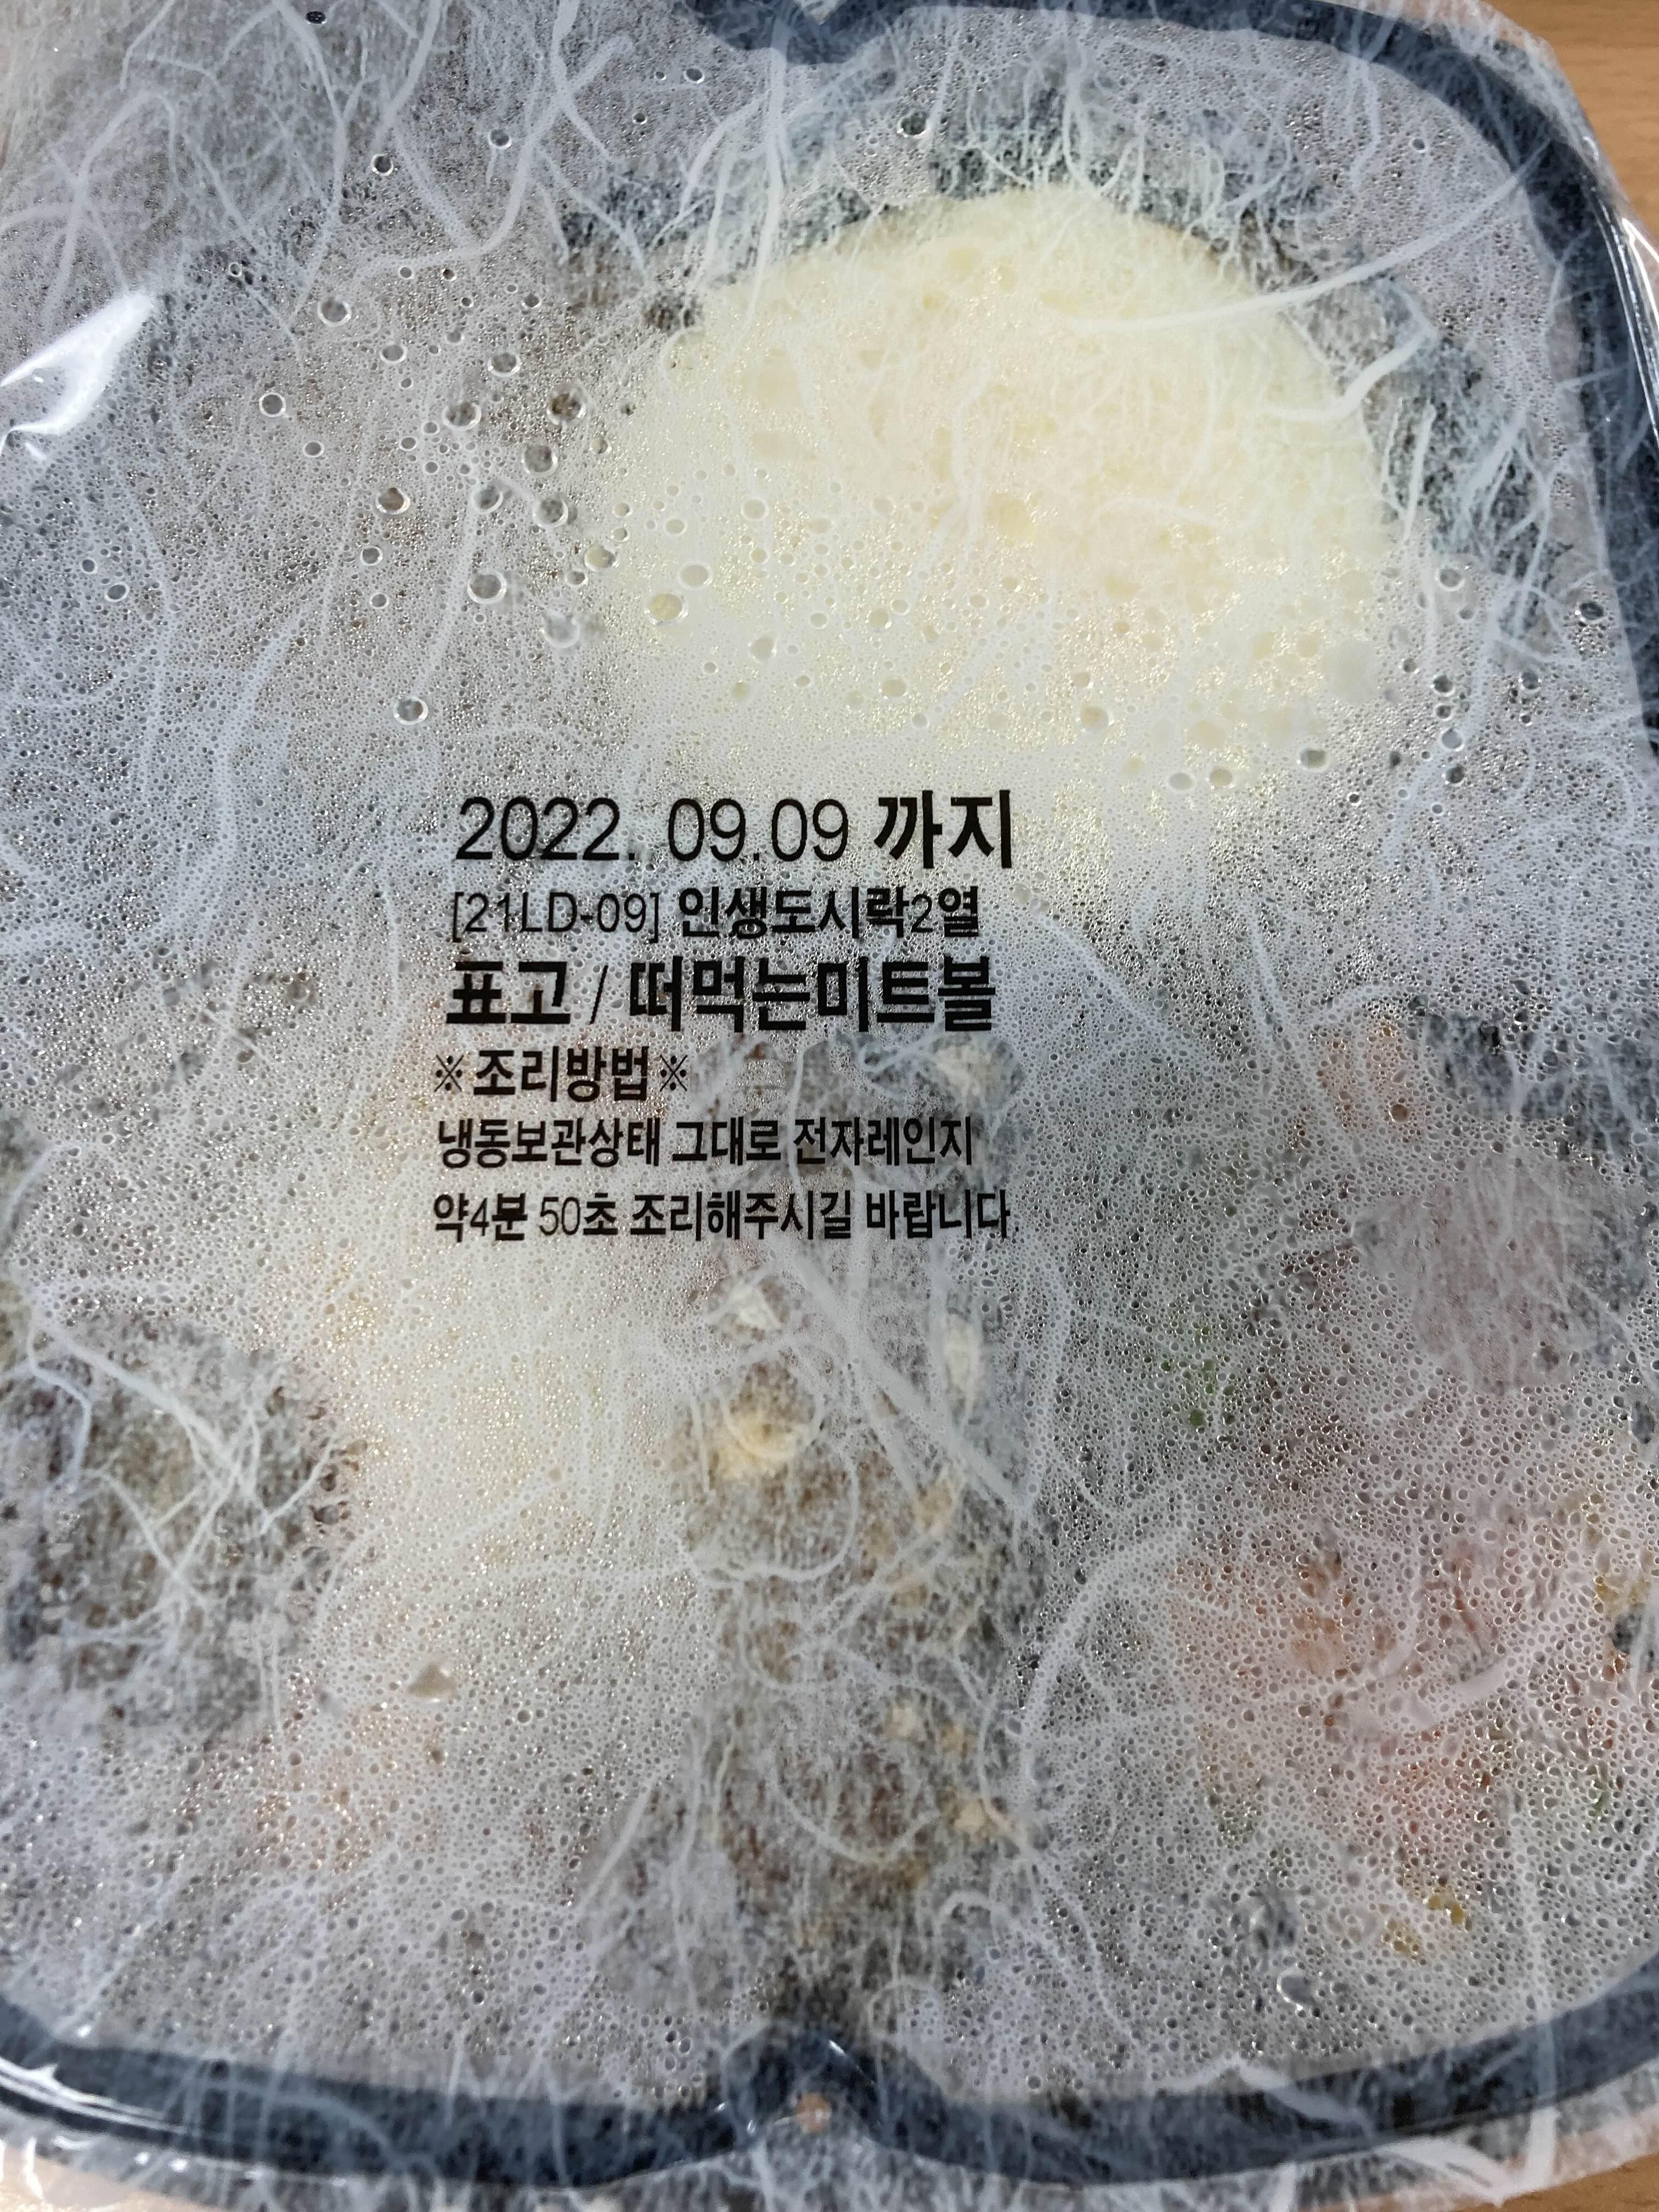 2022. 09.09 까지
[21LD-09] 인생도시락2열
표고 / 떠먹는미트볼
※조리방법※
냉동보관상태 그대로 전자레인지
약4분 50초 조리해주시길 바랍니다